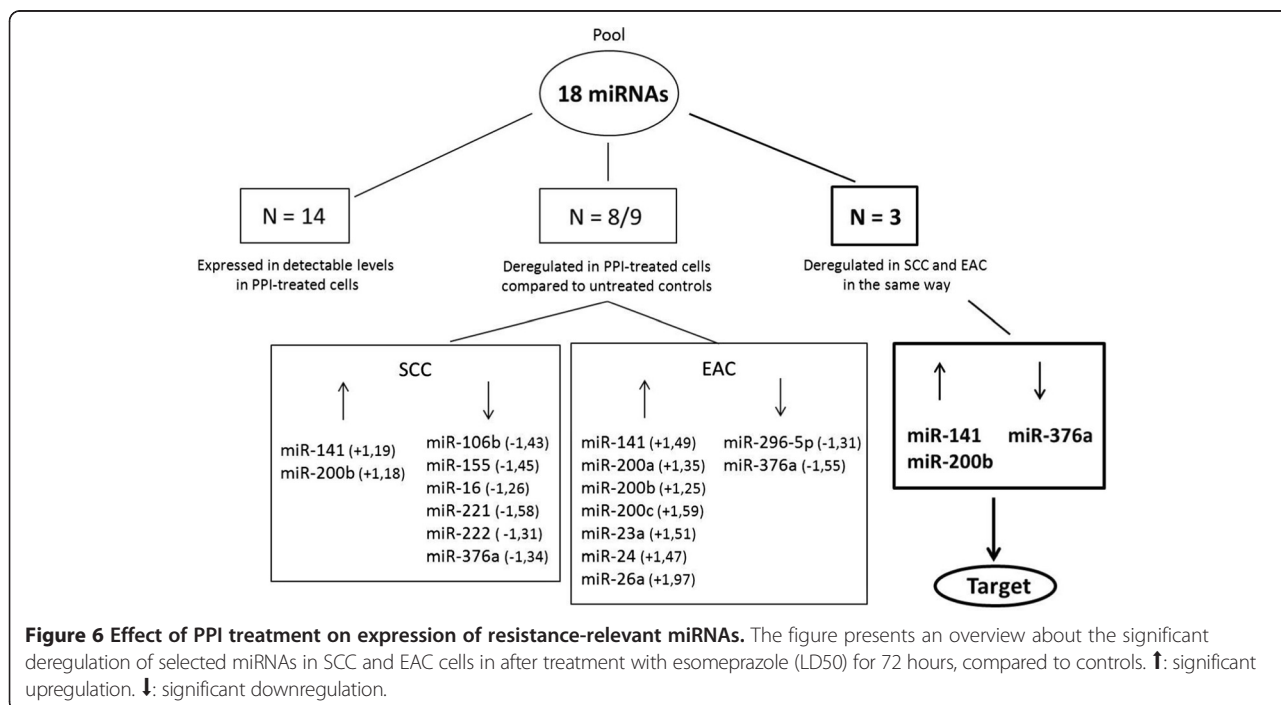 Pool
18 miRNAs
N = 14
Expressed in detectable levels
in PPI-treated cells
N = 8/9
Deregulated in PPI-treated cells
compared to untreated controls
N = 3
Deregulated in SCC and EAC
in the same way
SCC
↑ ↓
miR-141 (+1,19)
miR-200b (+1,18)
miR-106b (-1,43)
miR-155 (-1,45)
miR-16 (-1,26)
miR-221 (-1,58)
miR-222 ( -1,31)
miR-376a (-1,34)
EAC
↑ ↓
miR-141 (+1,49)
miR-200a (+1,35)
miR-200b (+1,25)
miR-200c (+1,59)
miR-23a (+1,51)
miR-24 (+1,47)
miR-26a (+1,97)
miR-296-5p (-1,31)
miR-376a (-1,55)
↑ ↓
miR-141
miR-200b
miR-376a
Target
Figure 6 Effect of PPI treatment on expression of resistance-relevant miRNAs. The figure presents an overview about the significant
deregulation of selected miRNAs in SCC and EAC cells in after treatment with esomeprazole (LD50) for 72 hours, compared to controls. ⬆: significant
upregulation. ⬇: significant downregulation.